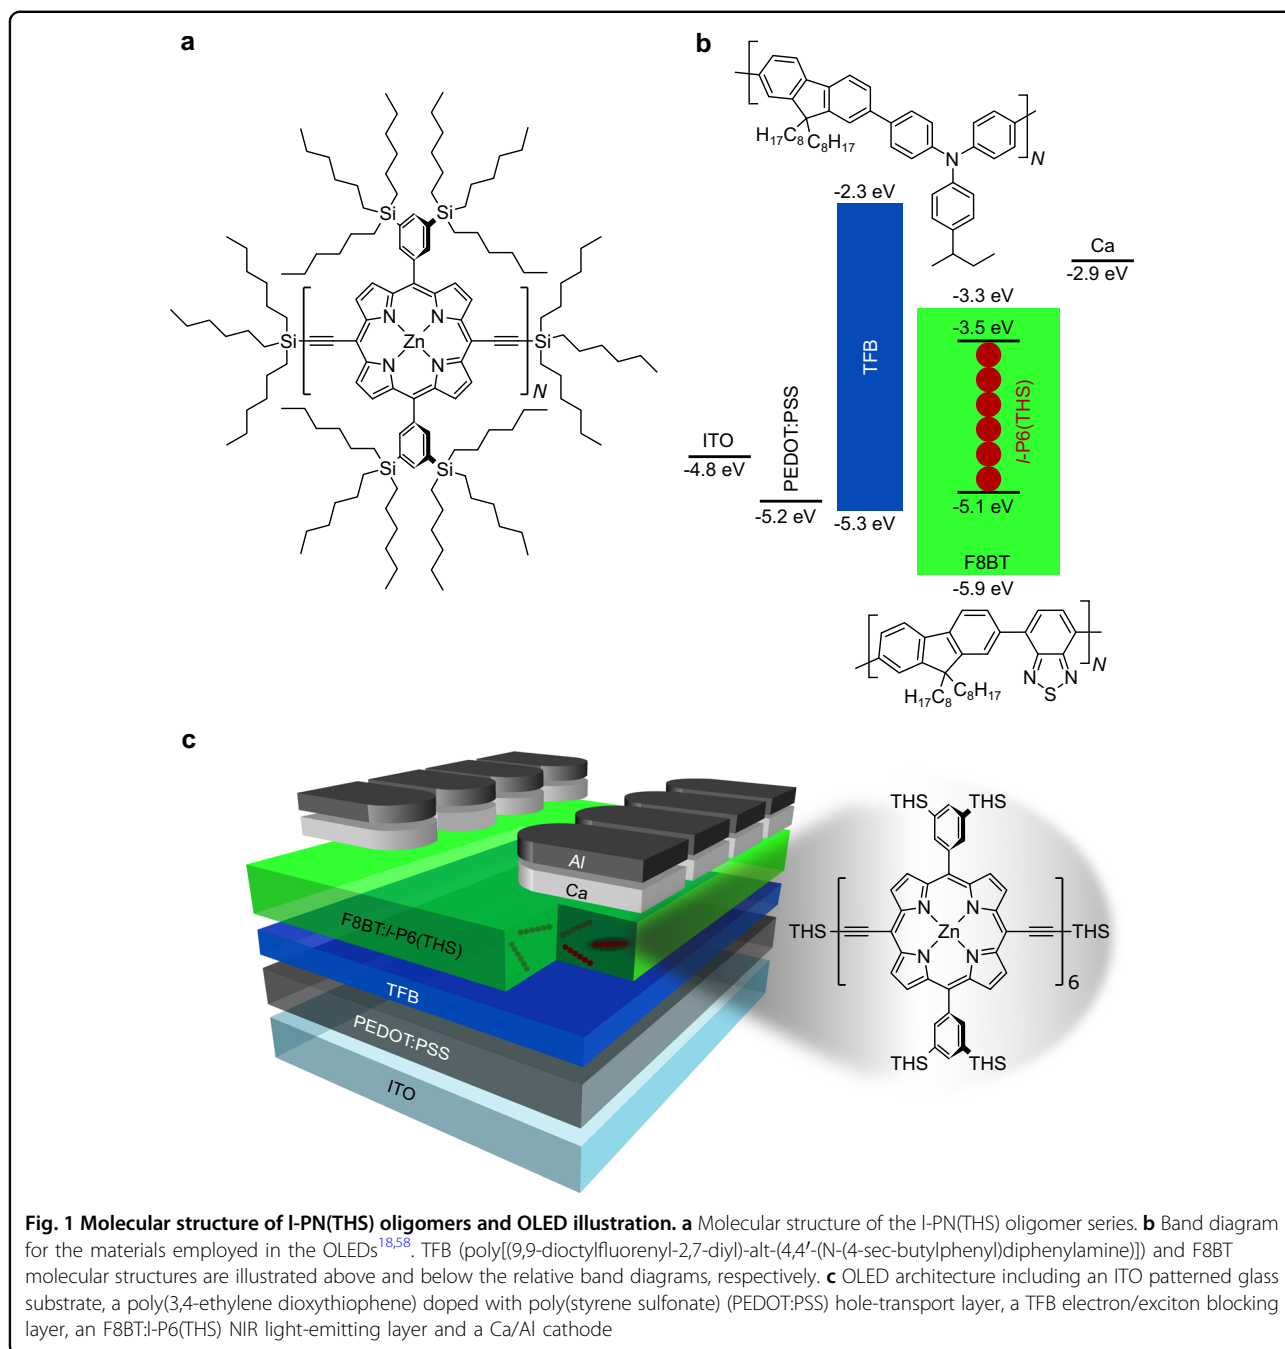 a
Si
Si
Si
N
N
Zn
N
N
Si
N
Si
Si
b
N
H17C8
C8H17
N
-2.3 eV
Ca
-2.9 eV
-3.3 eV
-3.5 eV
TFB
l-P6(THS)
PEDOT:PSS
ITO
-4.8 eV
-5.2 eV
-5.3 eV
-5.1 eV
F8BT
-5.9 eV
N
N
S
N
H17C8
C8H17
c
Al
Ca
F8BT:l-P6(THS)
TFB
PEDOT:PSS
ITO
THS THS
N N
THS Zn THS
N N
6
THS THS
Fig. 1 Molecular structure of l-PN(THS) oligomers and OLED illustration. a Molecular structure of the l-PN(THS) oligomer series. b Band diagram
for the materials employed in the OLEDs18,58. TFB (poly[(9,9-dioctylfluorenyl-2,7-diyl)-alt-(4,4′-(N-(4-sec-butylphenyl)diphenylamine)]) and F8BT
molecular structures are illustrated above and below the relative band diagrams, respectively. c OLED architecture including an ITO patterned glass
substrate, a poly(3,4-ethylene dioxythiophene) doped with poly(styrene sulfonate) (PEDOT:PSS) hole-transport layer, a TFB electron/exciton blocking
layer, an F8BT:l-P6(THS) NIR light-emitting layer and a Ca/Al cathode